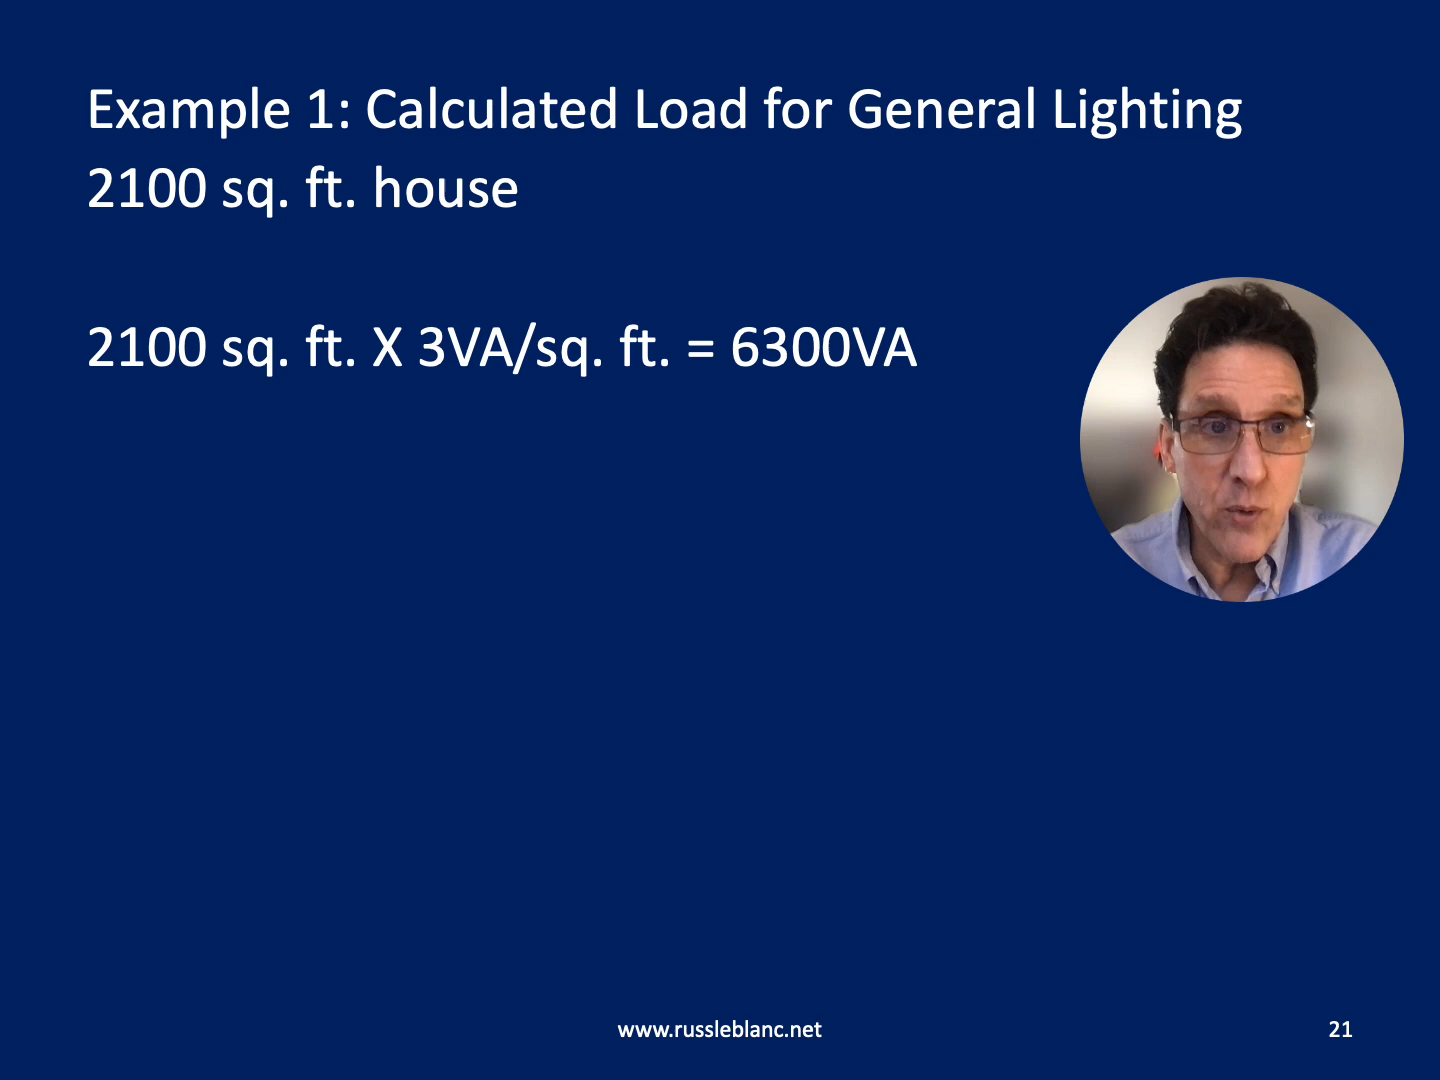 Example 1: Calculated Load for General Lighting
2100 sq. ft. house
2100 sq. ft. X 3VA/sq. ft. = 6300VA
www.russleblanc.net
21